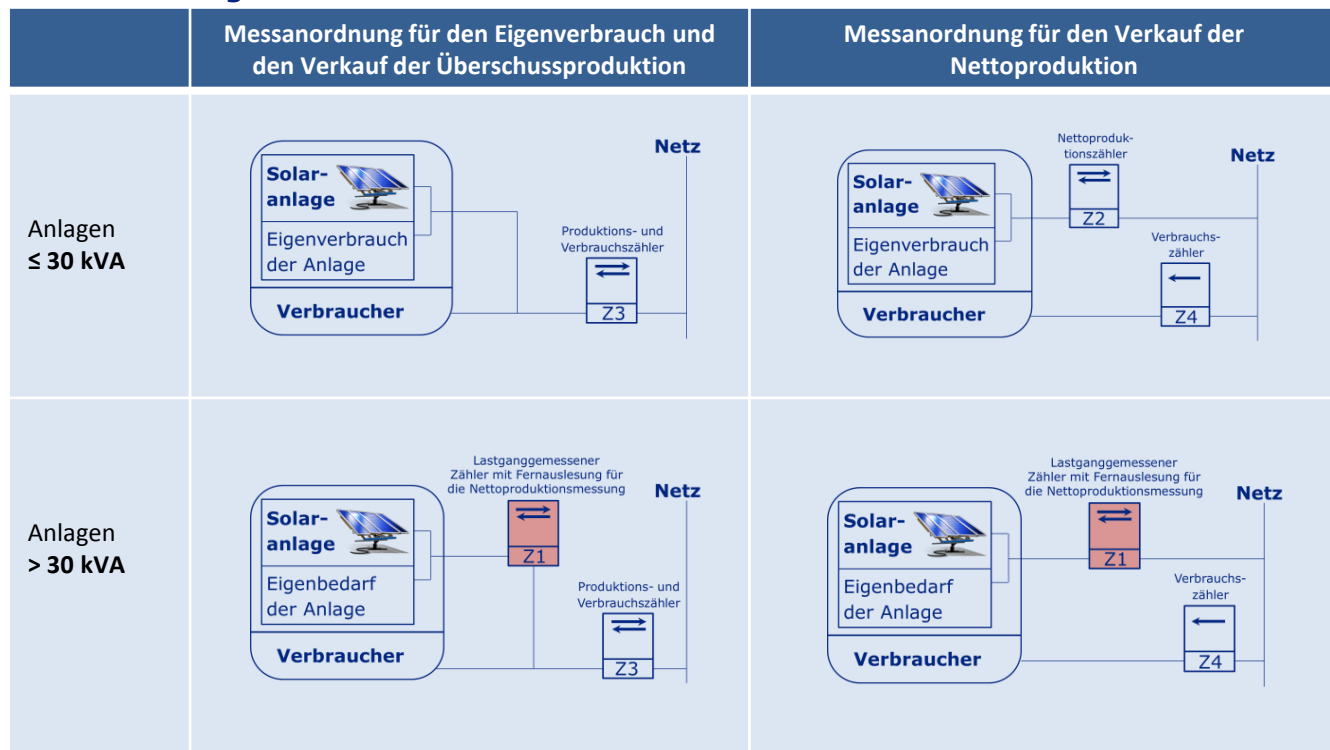 Messanordnung für den Eigenverbrauch und
den Verkauf der Überschussproduktion
Messanordnung für den Verkauf der
Nettoproduktion
Anlagen
≤ 30 kVA
Netz
Solar-
anlage
Eigenverbrauch
der Anlage
Verbraucher
Produktions- und
Verbrauchszähler
Z3
Nettoproduk-
tionszähler
Netz
Z2
Solar-
anlage
Eigenverbrauch
der Anlage
Verbraucher
Verbrauchs-
zähler
Z4
Anlagen
> 30 kVA
Lastganggemessener
Zähler mit Fernauslesung für
die Nettoproduktionsmessung
Netz
Solar-
anlage
Z1
Eigenbedarf
der Anlage
Produktions- und
Verbrauchszähler
Verbraucher
Z3
Lastganggemessener
Zähler mit Fernauslesung für
die Nettoproduktionsmessung
Netz
Solar-
anlage
Z1
Eigenbedarf
der Anlage
Verbrauchs-
zähler
Verbraucher
Z4